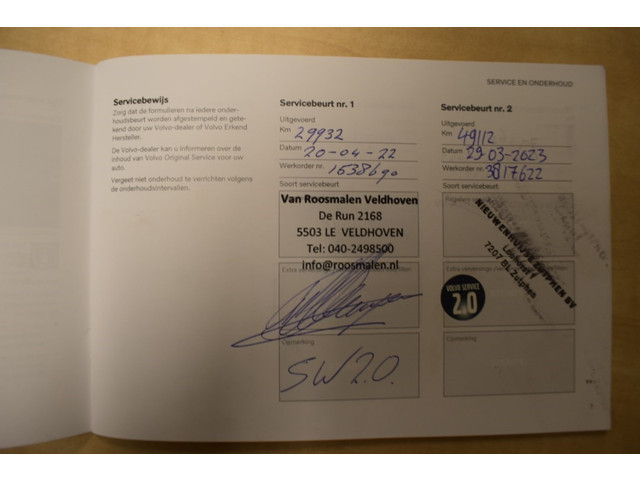 SERVICE EN ONDERHOUD
Servicebewijs
Zorg dat de formulieren na iedere onder-
houdsbeurt worden afgestempeld en gete-
kend door uw Volvo-dealer of Volvo Erkend
Hersteller.
De Volvo-dealer kan u informeren over de
inhoud van Volvo Original Service voor uw
auto.
Vergeet niet onderhoud te verrichten volgens
de onderhoudsintervallen.
Servicebeurt nr. 1
Uitgevoerd
Km 29932
Datum 20-04-22
Werkorder nr. 1638690
Soort servicebeurt
Van Roosmalen Veldhoven
De Run 2168
5503 LE VELDHOVEN
Tel: 040-2498500
info@roosmalen.nl
Opmerking
SW 2.0.
Servicebeurt nr. 2
Uitgevoerd
Km 49112
Datum 29-03-2023
Werkorder nr. 3817622
Soort servicebeurt
7207 BL Zutphen
VOLVO SERVICE
2.0
Opmerking